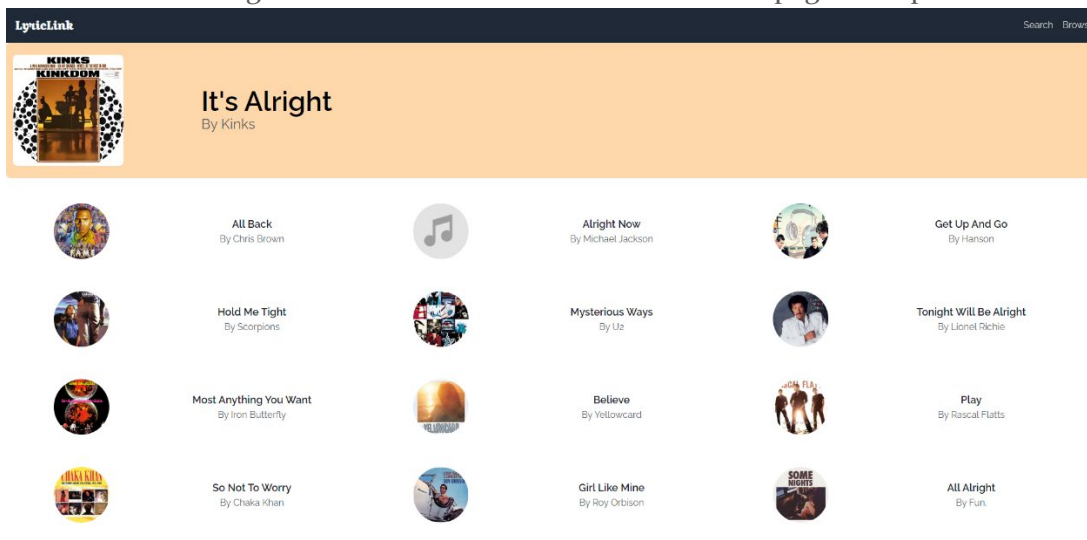 LyricLink
Search Brows
KINKS
KINKDOM
It's Alright
By Kinks
All Back
By Chris Brown
Alright Now
By Michael Jackson
Get Up And Go
By Hanson
Hold Me Tight
By Scorpions
Mysterious Ways
By U2
Tonight Will Be Alright
By Lionel Richie
Most Anything You Want
By Iron Butterfly
Believe
By Yellowcard
YELLOWCARD
Play
By Rascal Flatts
CHAKA KHAN
So Not To Worry
By Chaka Khan
Girl Like Mine
By Roy Orbison
SOME
NIGHTS
All Alright
By Fun.